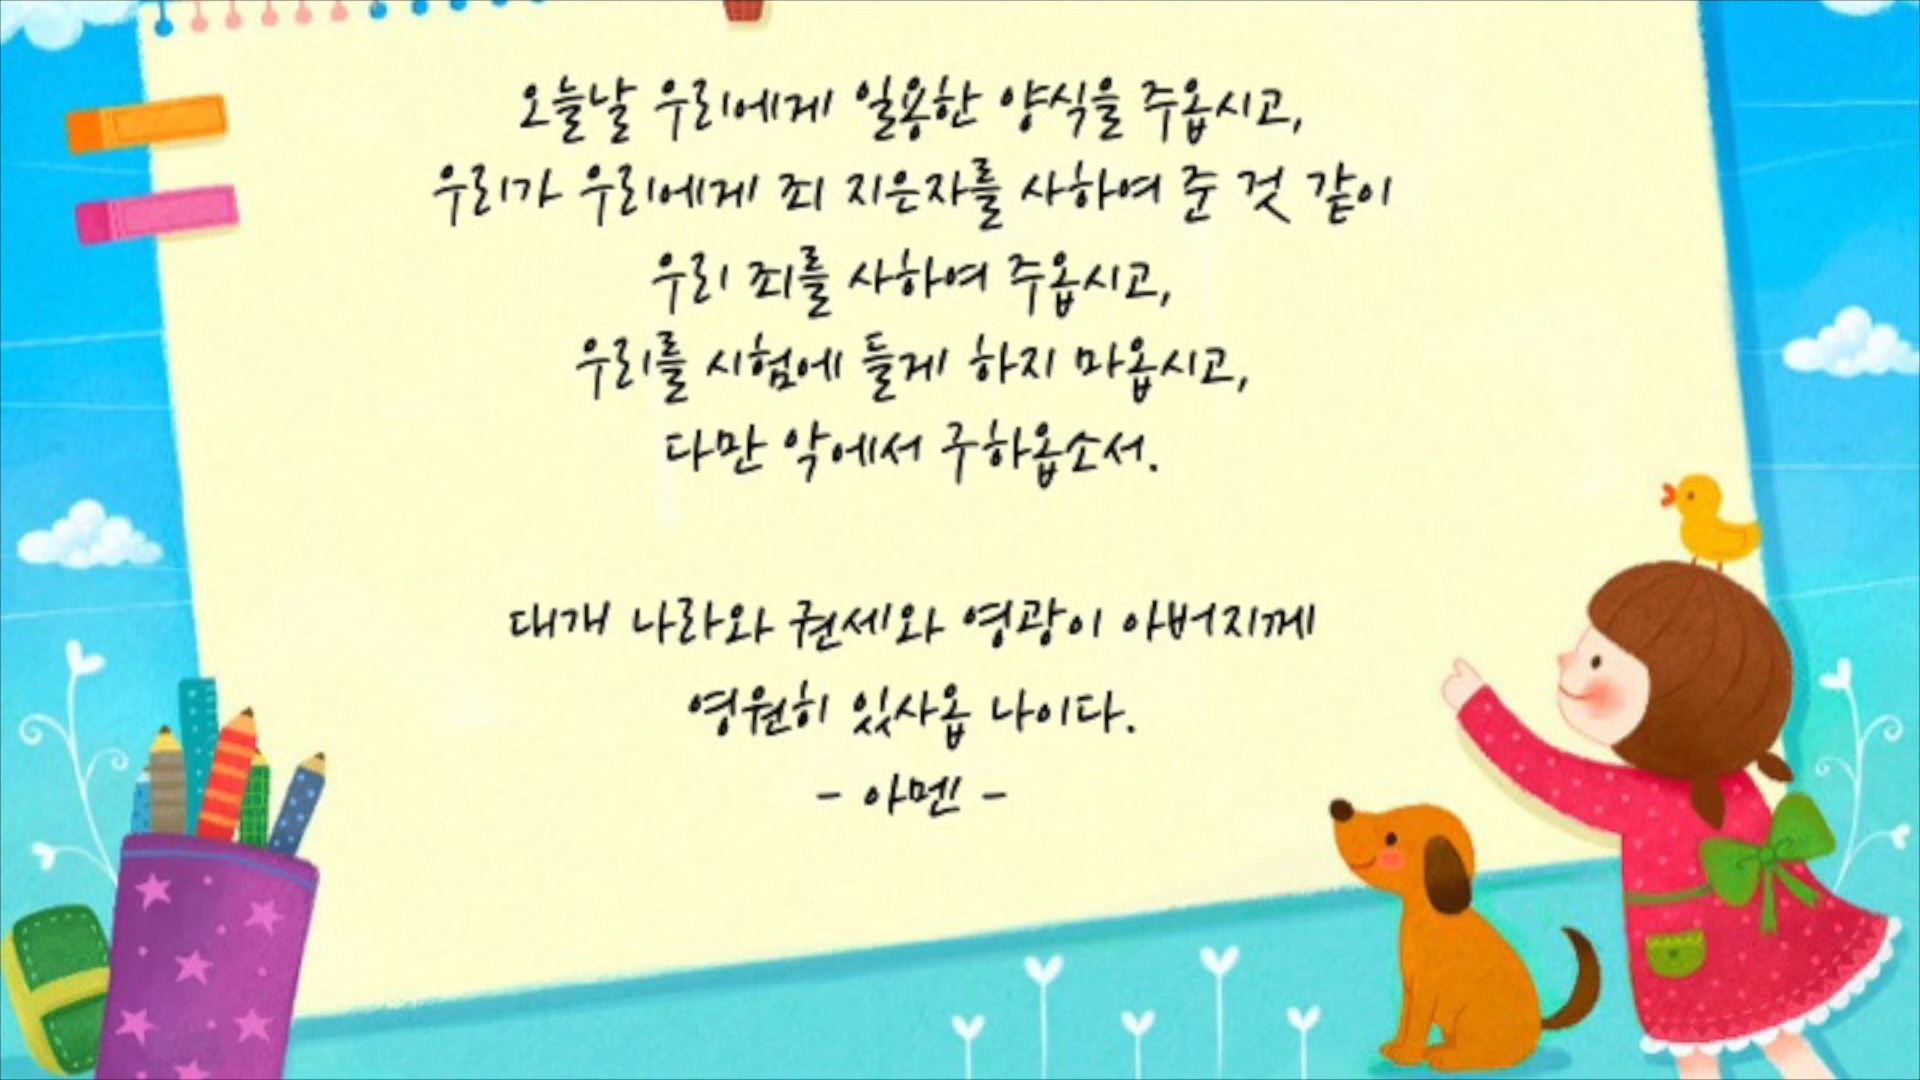 오늘날 우리에게 일용한 양식을 주옵시고,
우리가 우리에게 죄 지은자를 사하여 준 것 같이
우리 죄를 사하여 주옵시고,
우리를 시험에 들게 하지 마옵시고,
다만 악에서 구하옵소서.
대개 나라와 권세와 영광이 아버지께
영원히 있사옵 나이다.
- 아멘 -